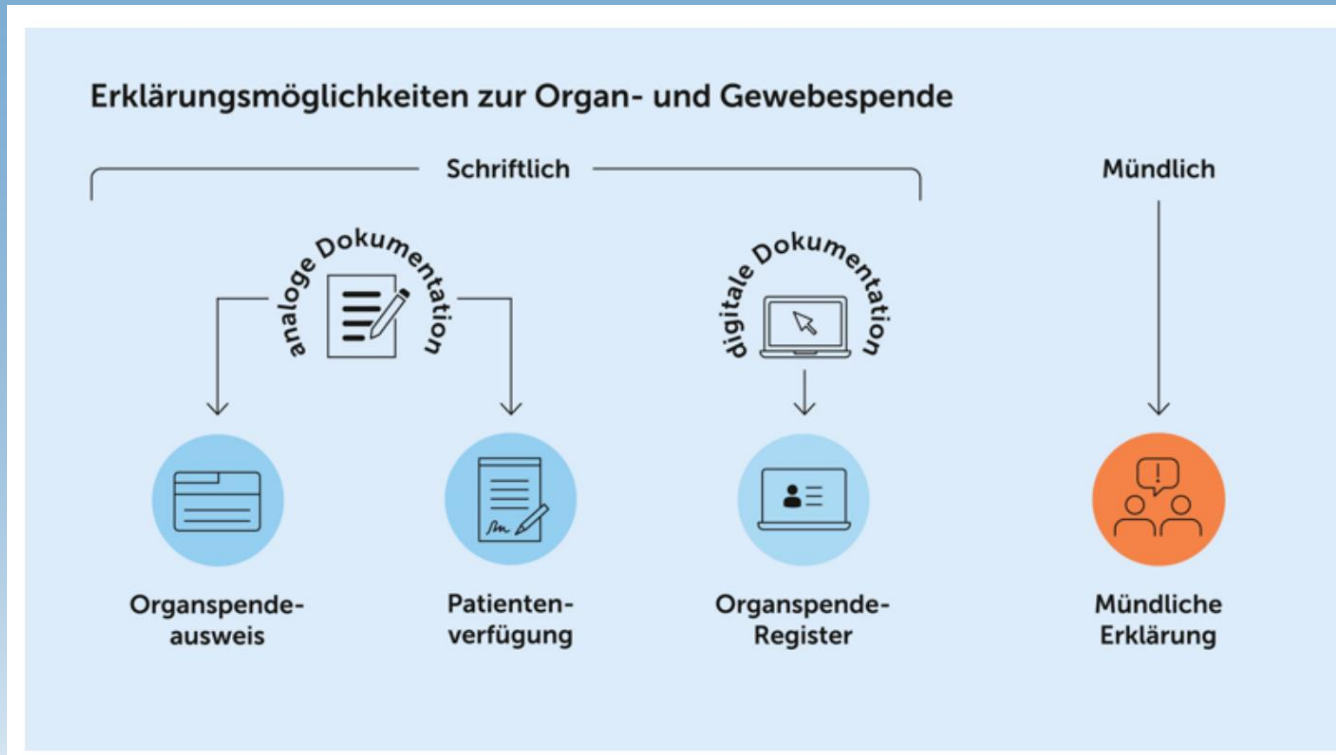 Erklärungsmöglichkeiten zur Organ- und Gewebespende
Schriftlich
Mündlich
analoge Dokumentation
digitale Dokumentation
Organspende-
ausweis
Patienten-
verfügung
Organspende-
Register
Mündliche
Erklärung